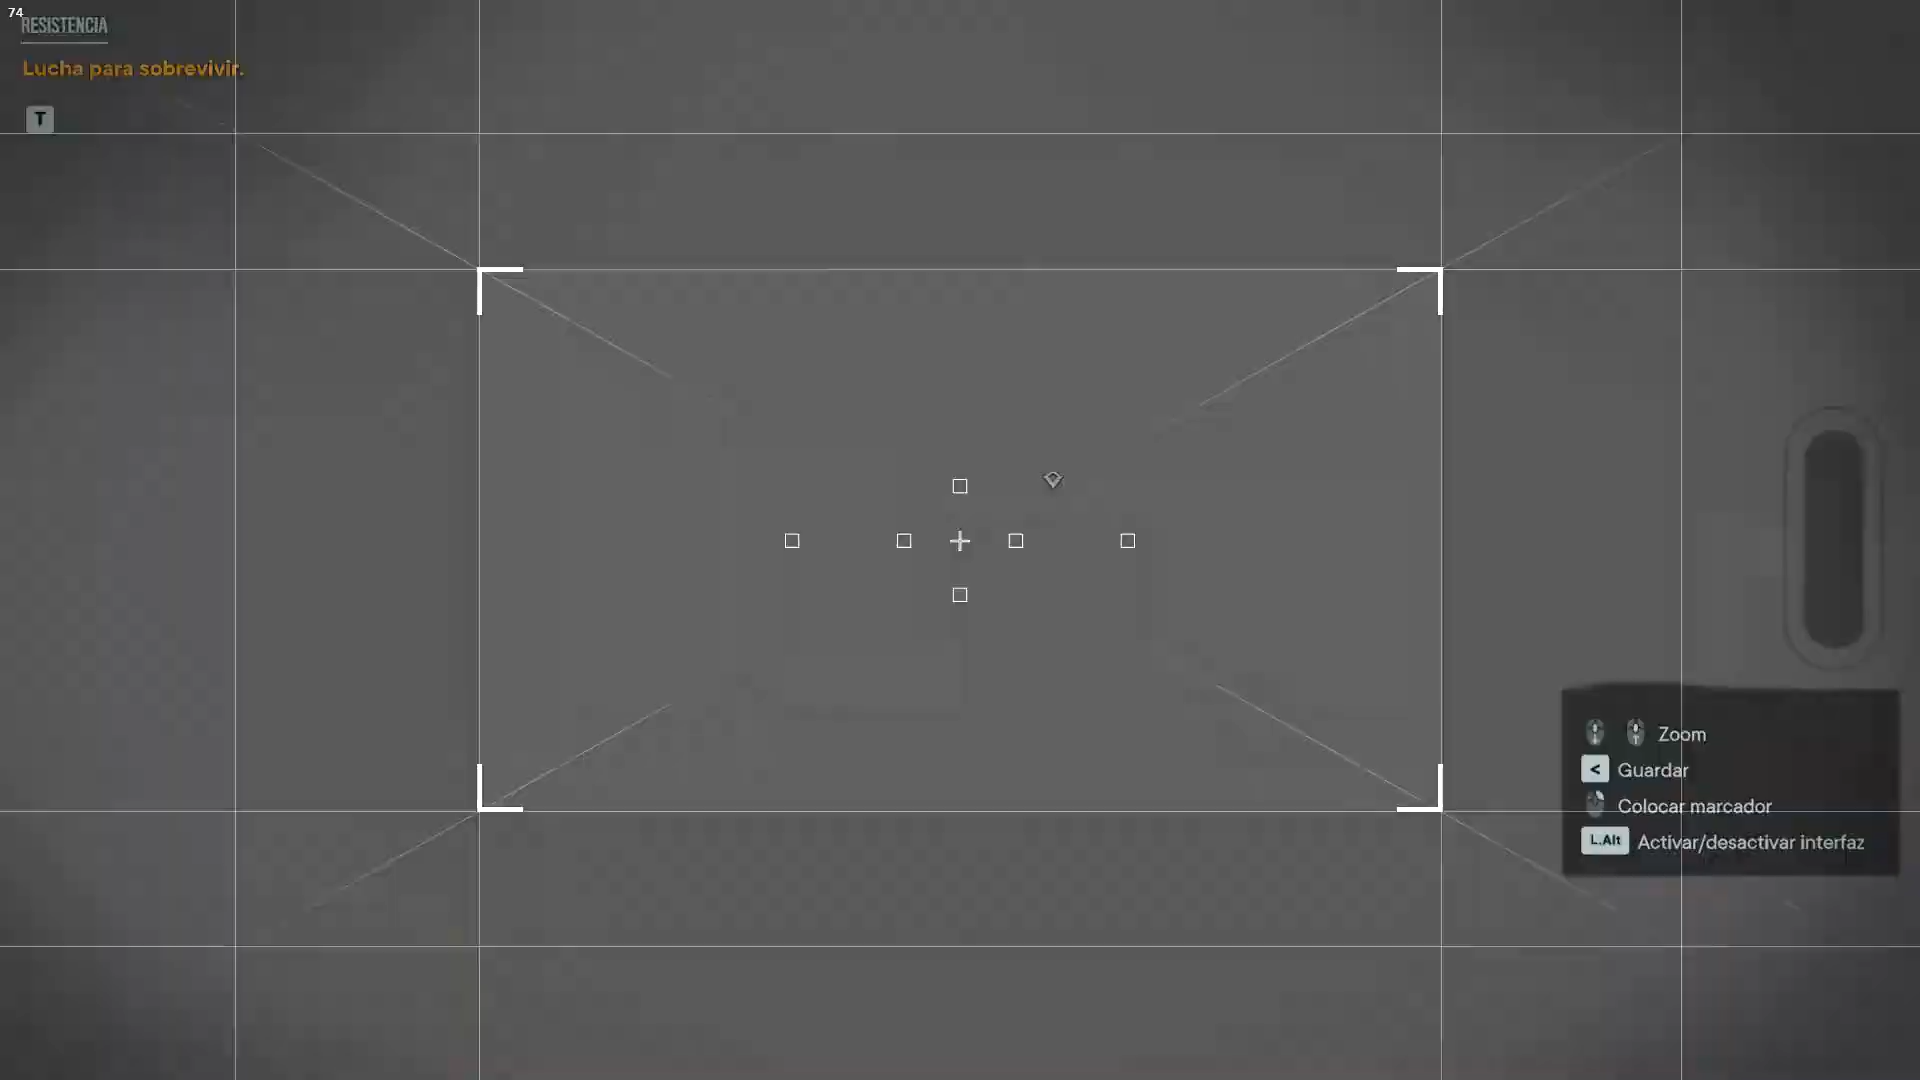 74
RESISTENCIA
Lucha para sobrevivir.
T
Zoom
< Guardar
Colocar marcador
L.Alt Activar/desactivar interfaz